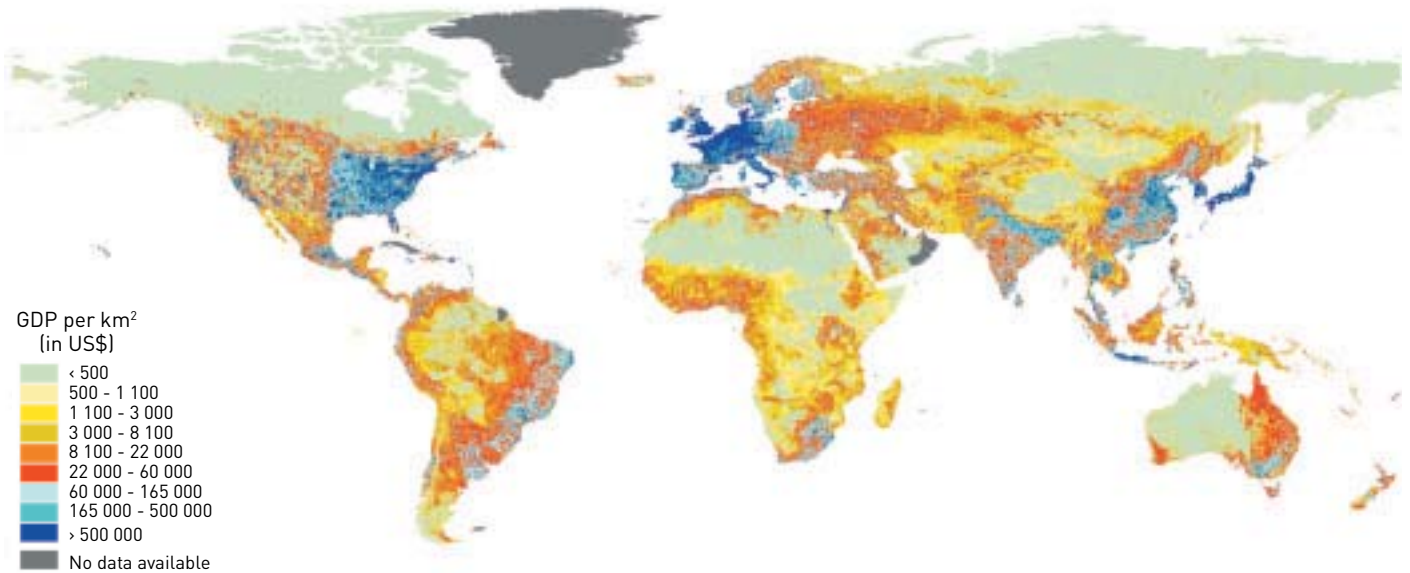 GDP per km²
(in US$)
‹ 500
500 - 1 100
1 100 - 3 000
3 000 - 8 100
8 100 - 22 000
22 000 - 60 000
60 000 - 165 000
165 000 - 500 000
› 500 000
No data available